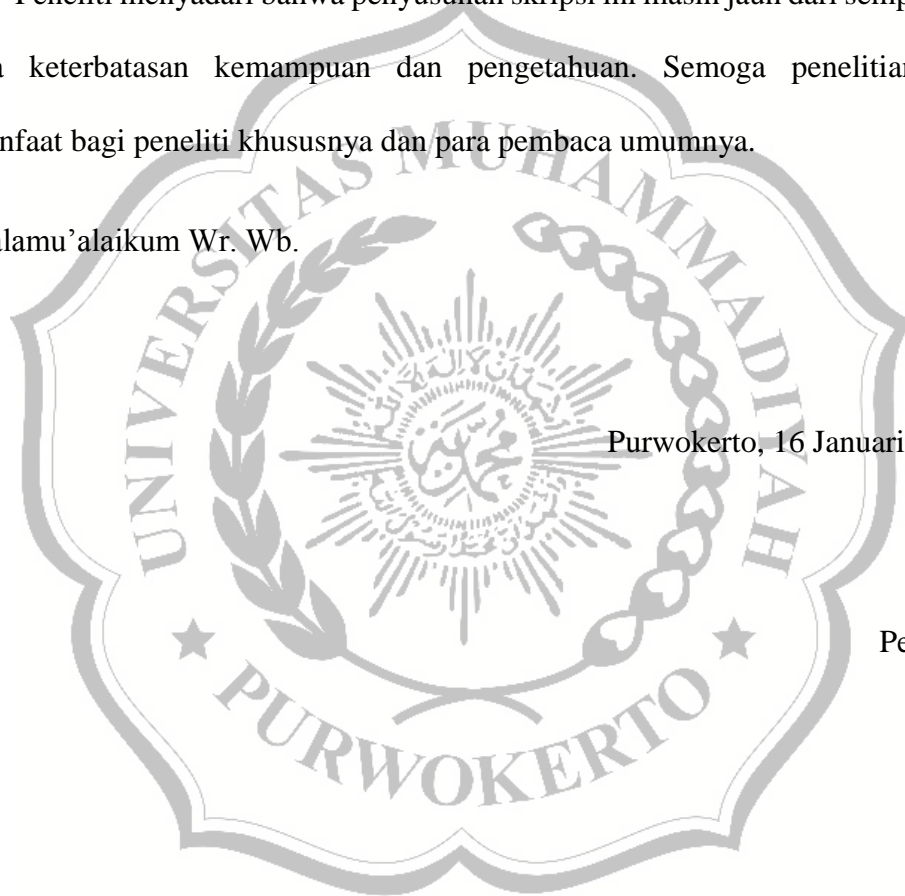 Peneliti menyadari bahwa penyusunan skripsi ini masih jauh dari semp
a keterbatasan kemampuan dan pengetahuan. Semoga penelitian
nfaat bagi peneliti khususnya dan para pembaca umumnya.
alamu’alaikum Wr. Wb.
UNIVERSITAS MUHAMMADIYAH
Purwokerto, 16 Januari
Pe
PURWOKERTO